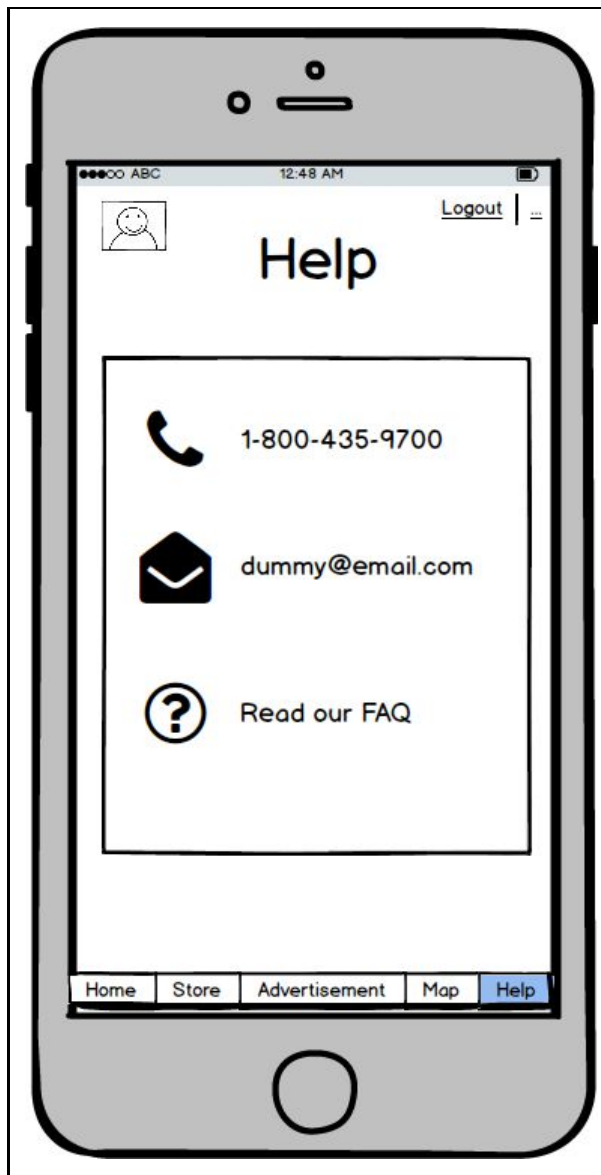 ABC 12:48 AM
Logout ...
Help
1-800-435-9700
dummy@email.com
Read our FAQ
Home Store Advertisement Map Help